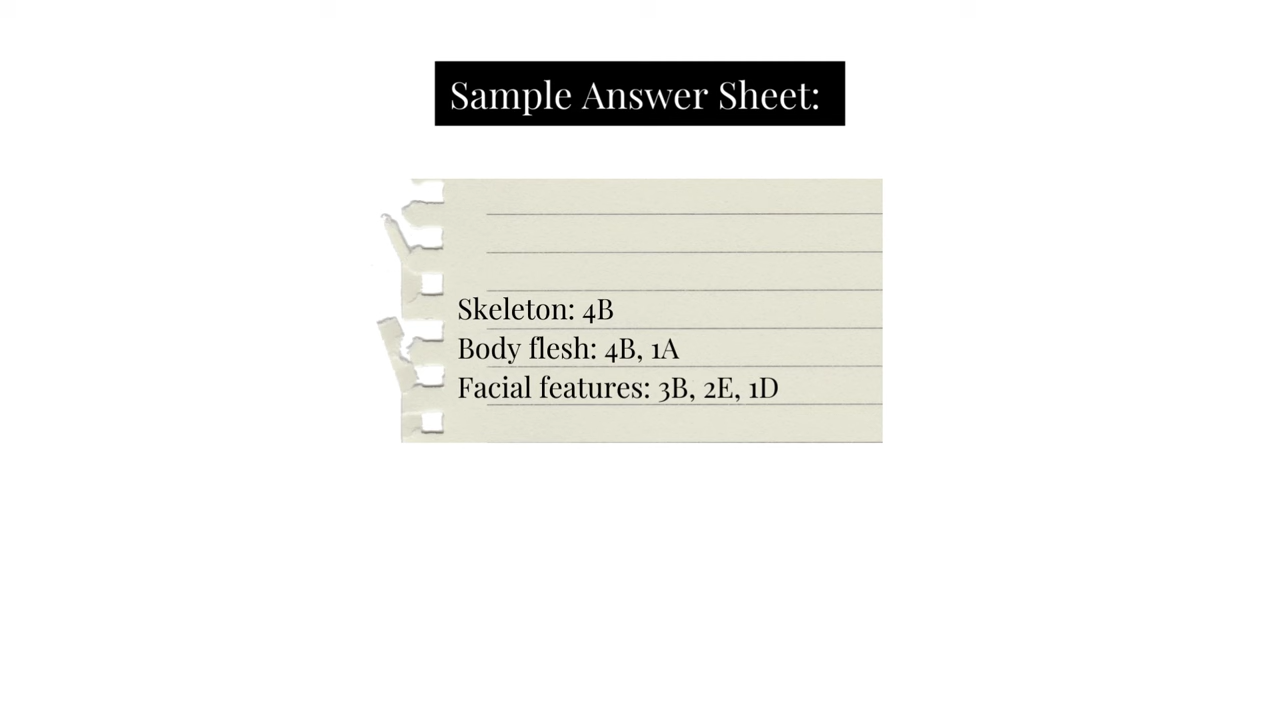 Sample Answer Sheet:
Skeleton: 4B
Body flesh: 4B, 1A
Facial features: 3B, 2E, 1D